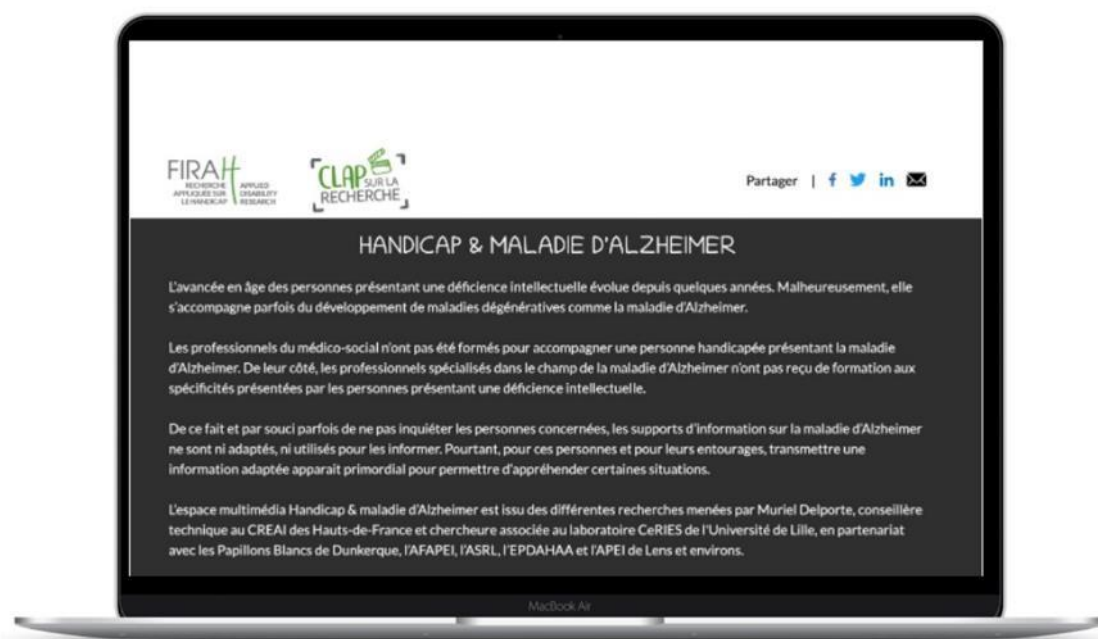 FIRAH
RECHERCHE
APPLIQUÉE SUR
LE HANDICAP
APPLIED
DISABILITY
RESEARCH
CLAP
SUR LA
RECHERCHE
Partager | f in
HANDICAP & MALADIE D'ALZHEIMER
L'avancée en âge des personnes présentant une déficience intellectuelle évolue depuis quelques années. Malheureusement, elle
s'accompagne parfois du développement de maladies dégénératives comme la maladie d'Alzheimer.
Les professionnels du médico-social n'ont pas été formés pour accompagner une personne handicapée présentant la maladie
d'Alzheimer. De leur côté, les professionnels spécialisés dans le champ de la maladie d'Alzheimer n'ont pas reçu de formation aux
spécificités présentées par les personnes présentant une déficience intellectuelle.
De ce fait et par souci parfois de ne pas inquiéter les personnes concernées, les supports d'information sur la maladie d'Alzheimer
ne sont ni adaptés, ni utilisés pour les informer. Pourtant, pour ces personnes et pour leurs entourages, transmettre une
information adaptée apparait primordial pour permettre d'appréhender certaines situations.
L'espace multimédia Handicap & maladie d'Alzheimer est issu des différentes recherches menées par Muriel Delporte, conseillère
technique au CREAI des Hauts-de-France et chercheure associée au laboratoire CeRIES de l'Université de Lille, en partenariat
avec les Papillons Blancs de Dunkerque, l'AFAPEI, l'ASRL, l'EPDAHAA et l'APEI de Lens et environs.
MacBook Air